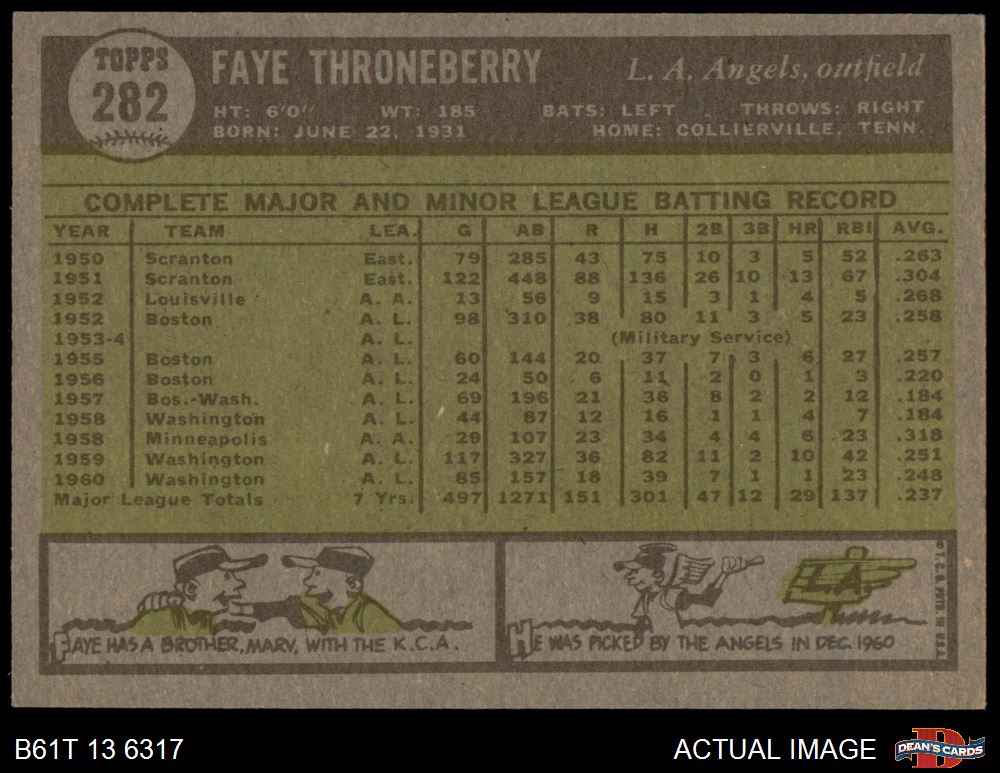 TOPPS
282
FAYE THRONEBERRY L. A. Angels, outfield
HT: 6'0" WT: 185 BATS: LEFT THROWS: RIGHT
BORN: JUNE 22, 1931 HOME: COLLIERVILLE, TENN.
COMPLETE MAJOR AND MINOR LEAGUE BATTING RECORD
YEAR TEAM LEA. G AB R H 2B 3B HR RBI AVG.
1950 Scranton East. 79 285 43 75 10 3 5 52 .263
1951 Scranton East. 122 448 88 136 26 10 13 67 .304
1952 Louisville A. A. 13 56 9 15 3 1 4 5 .268
1952 Boston A. L. 98 310 38 80 11 3 5 23 .258
1953-4 A. L. (Military Service)
1955 Boston A. L. 60 144 20 37 7 3 6 27 .257
1956 Boston A. L. 24 50 6 11 2 0 1 3 .220
1957 Bos.-Wash. A. L. 69 196 21 36 8 2 2 12 .184
1958 Washington A. L. 44 87 12 16 1 1 4 7 .184
1958 Minneapolis A. A. 29 107 23 34 4 4 6 23 .318
1959 Washington A. L. 117 327 36 82 11 2 10 42 .251
1960 Washington A. L. 85 157 18 39 7 1 1 23 .248
Major League Totals 7 Yrs. 497 1271 151 301 47 12 29 137 .237
L.A.
FAYE HAS A BROTHER, MARV, WITH THE K.C.A.
HE WAS PICKED BY THE ANGELS IN DEC. 1960
© T.C.G. PRTD. IN U.S.A.
B61T 13 6317
ACTUAL IMAGE
D
DEAN'S CARDS